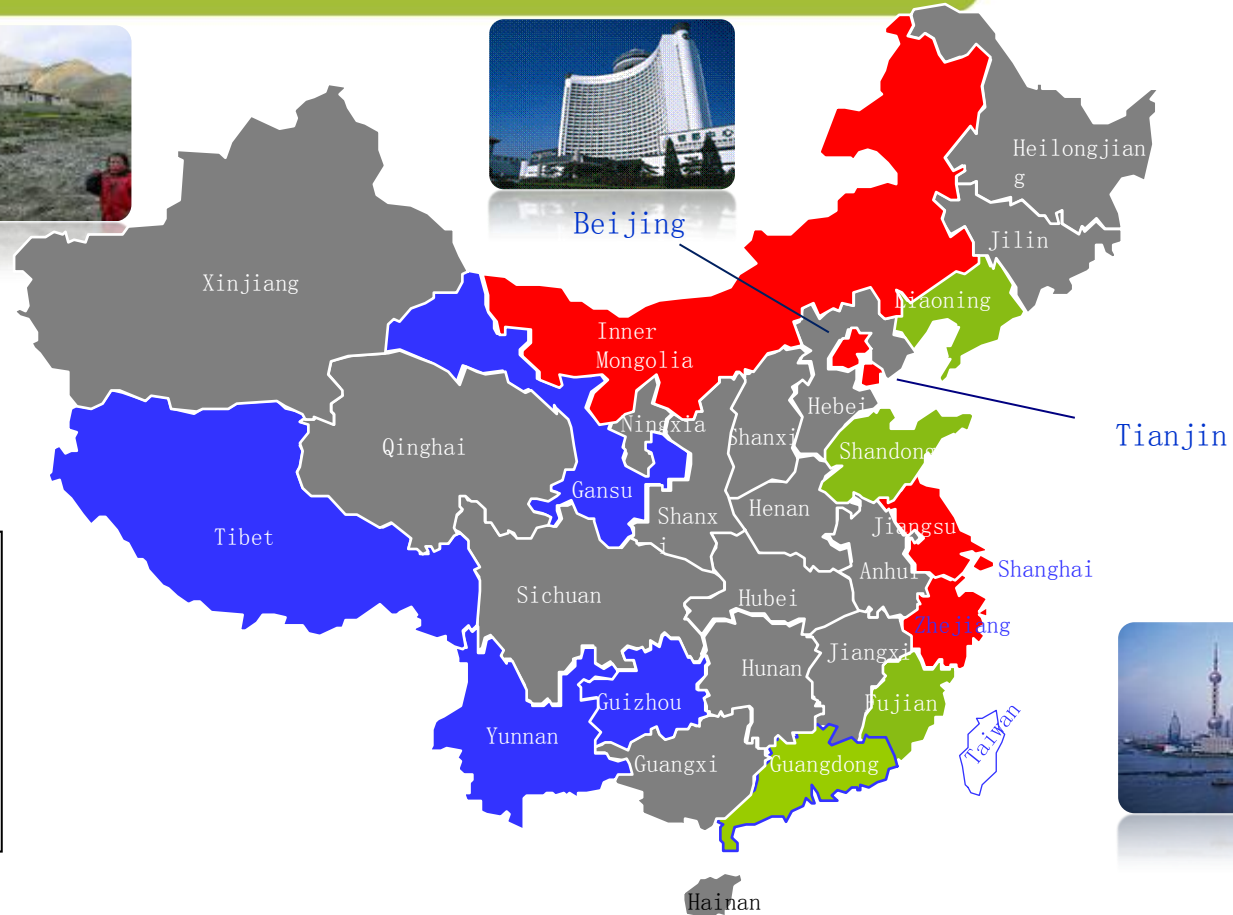 Beijing
Heilongjian
g
Jilin
Xinjiang
Liaoning
Inner
Mongolia
Hebei
Ningxia
Shanxi
Tianjin
Qinghai
Shandong
Gansu
Henan
Shanx
i
Jiangsu
Tibet
Anhui
Shanghai
Sichuan
Hubei
Zhejiang
Jiangxi
Hunan
Guizhou
Fujian
Yunnan
Taiwan
Guangxi
Guangdong
Hainan